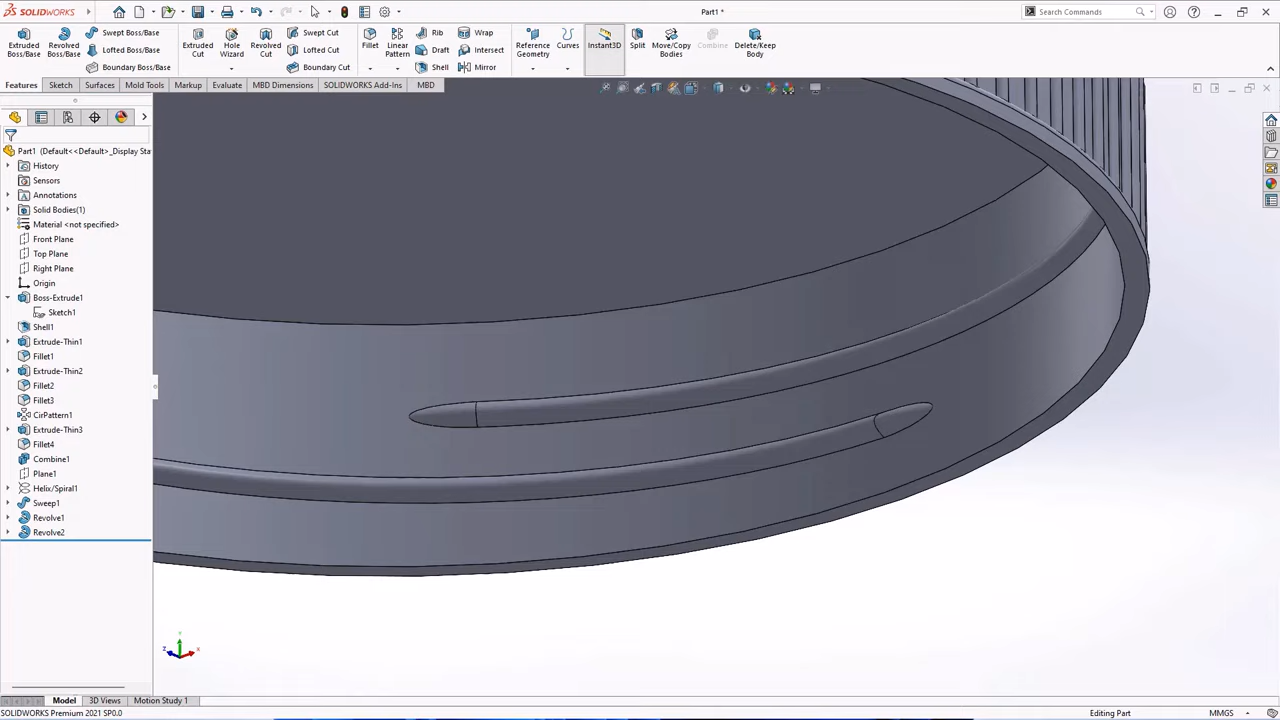 SOLIDWORKS
Part1 *
Search Commands
Extruded Boss/Base
Revolved Boss/Base
Swept Boss/Base
Lofted Boss/Base
Boundary Boss/Base
Extruded Cut
Hole Wizard
Revolved Cut
Swept Cut
Lofted Cut
Boundary Cut
Fillet
Linear Pattern
Rib
Draft
Shell
Wrap
Intersect
Mirror
Reference Geometry
Curves
Instant3D
Split
Move/Copy Bodies
Combine
Delete/Keep Body
Features
Sketch
Surfaces
Mold Tools
Markup
Evaluate
MBD Dimensions
SOLIDWORKS Add-Ins
MBD
Part1 (Default<<Default>_Display Sta
History
Sensors
Annotations
Solid Bodies(1)
Material <not specified>
Front Plane
Top Plane
Right Plane
Origin
Boss-Extrude1
Sketch1
Shell1
Extrude-Thin1
Fillet1
Extrude-Thin2
Fillet2
Fillet3
CirPattern1
Extrude-Thin3
Fillet4
Combine1
Plane1
Helix/Spiral1
Sweep1
Revolve1
Revolve2
Y
Z
X
Model
3D Views
Motion Study 1
SOLIDWORKS Premium 2021 SP0.0
Editing Part
MMGS